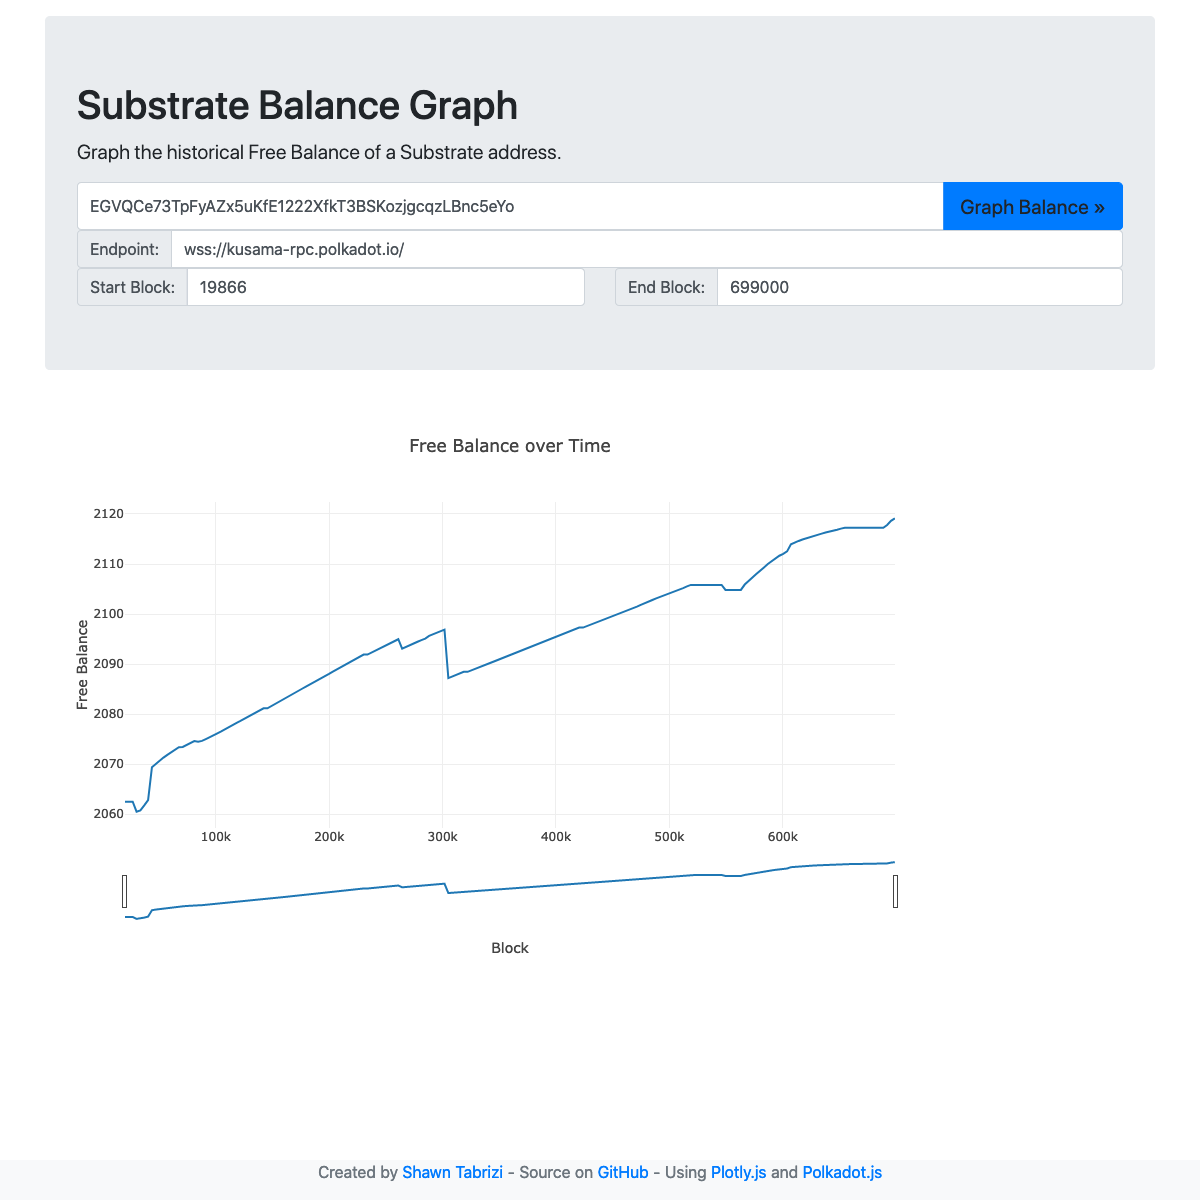 Substrate Balance Graph
Graph the historical Free Balance of a Substrate address.
EGVQCe73TpFyAZx5uKfE1222XfkT3BSKozjgcqzLBnc5eYo
Graph Balance »
Endpoint:
wss://kusama-rpc.polkadot.io/
Start Block:
19866
End Block:
699000
Free Balance over Time
2120
2110
2100
2090
2080
2070
2060
Free Balance
100k
200k
300k
400k
500k
600k
Block
Created by Shawn Tabrizi - Source on GitHub - Using Plotly.js and Polkadot.js